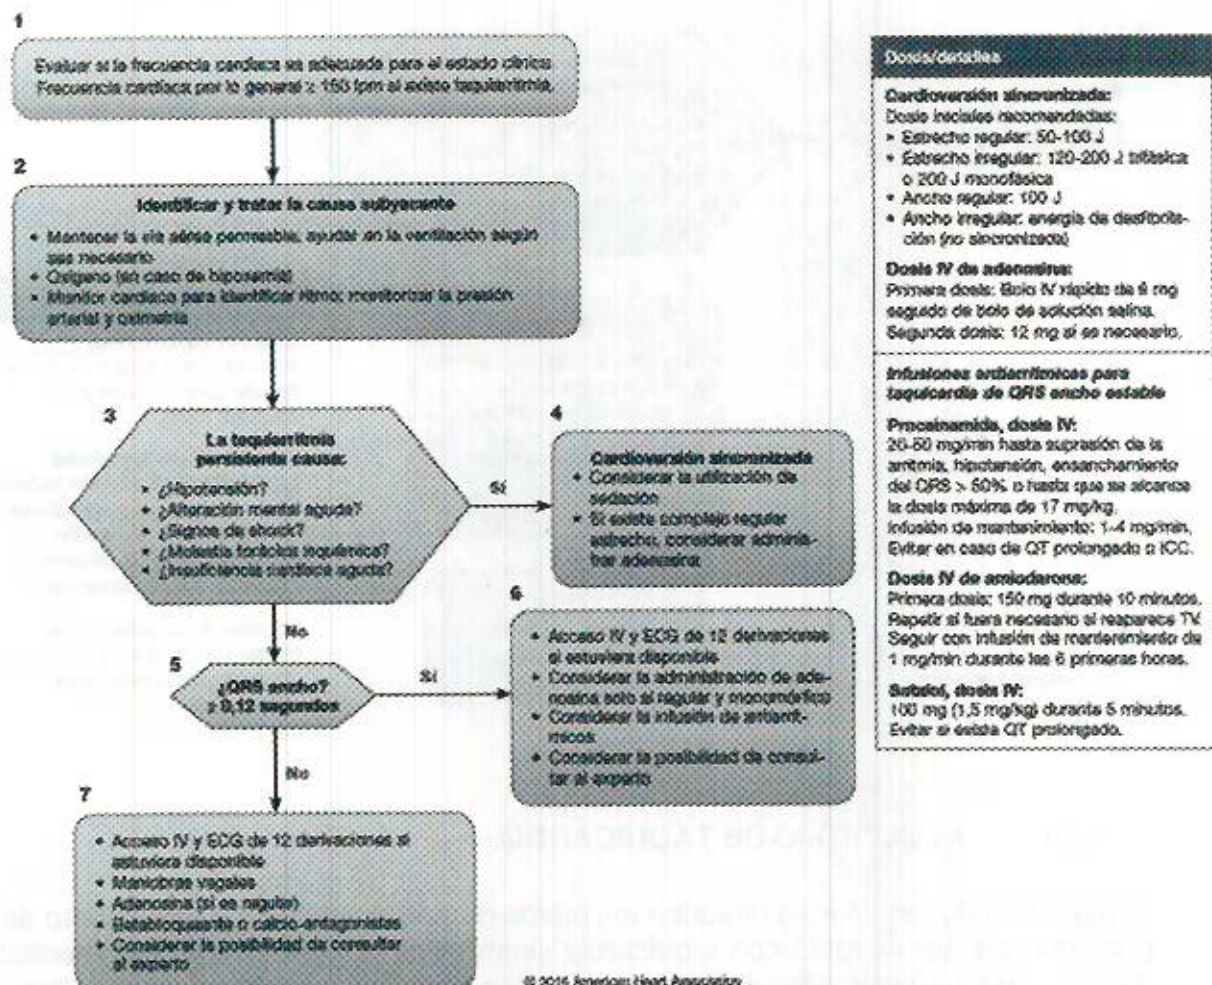 1
Evaluar si la frecuencia cardiaca es adecuada para el estado clínico.
Frecuencia cardiaca por lo general ≥ 150 lpm si existe taquiarritmia.
2
Identificar y tratar la causa subyacente
• Mantener la vía aérea permeable; ayudar en la ventilación según
sea necesario
• Oxígeno (en caso de hipoxemia)
• Monitor cardiaco para identificar ritmo; monitorizar la presión
arterial y oximetría
3
La taquiarritmia
persistente causa:
• ¿Hipotensión?
• ¿Alteración mental aguda?
• ¿Signos de shock?
• ¿Molestia torácica isquémica?
• ¿Insuficiencia cardiaca aguda?
Sí
4
Cardioversión sincronizada
• Considerar la utilización de
sedación
• Si existe complejo regular
estrecho, considerar adminis-
trar adenosina
No
5
¿QRS ancho?
≥ 0,12 segundos
Sí
6
• Acceso IV y ECG de 12 derivaciones
si estuviera disponible
• Considerar la administración de ade-
nosina solo si regular y monomórfico
• Considerar la infusión de antiarrít-
micos
• Considerar la posibilidad de consul-
tar al experto
No
7
• Acceso IV y ECG de 12 derivaciones si
estuviera disponible
• Maniobras vagales
• Adenosina (si es regular)
• Betabloqueante o calcio-antagonistas
• Considerar la posibilidad de consultar
al experto
Dosis/detalles
Cardioversión sincronizada:
Dosis iniciales recomendadas:
• Estrecho regular: 50-100 J
• Estrecho irregular: 120-200 J bifásica
o 200 J monofásica
• Ancho regular: 100 J
• Ancho irregular: energía de desfibrila-
ción (no sincronizada)
Dosis IV de adenosina:
Primera dosis: Bolo IV rápido de 6 mg
seguido de bolo de solución salina.
Segunda dosis: 12 mg si es necesario.
Infusiones antiarrítmicas para
taquicardia de QRS ancho estable
Procainamida, dosis IV:
20-50 mg/min hasta supresión de la
arritmia, hipotensión, ensanchamiento
del QRS > 50% o hasta que se alcance
la dosis máxima de 17 mg/kg.
Infusión de mantenimiento: 1-4 mg/min.
Evitar en caso de QT prolongado o ICC.
Dosis IV de amiodarona:
Primera dosis: 150 mg durante 10 minutos.
Repetir si fuera necesario si reaparece TV.
Seguir con infusión de mantenimiento de
1 mg/min durante las 6 primeras horas.
Sotalol, dosis IV:
100 mg (1,5 mg/kg) durante 5 minutos.
Evitar si existe QT prolongado.
© 2015 American Heart Association